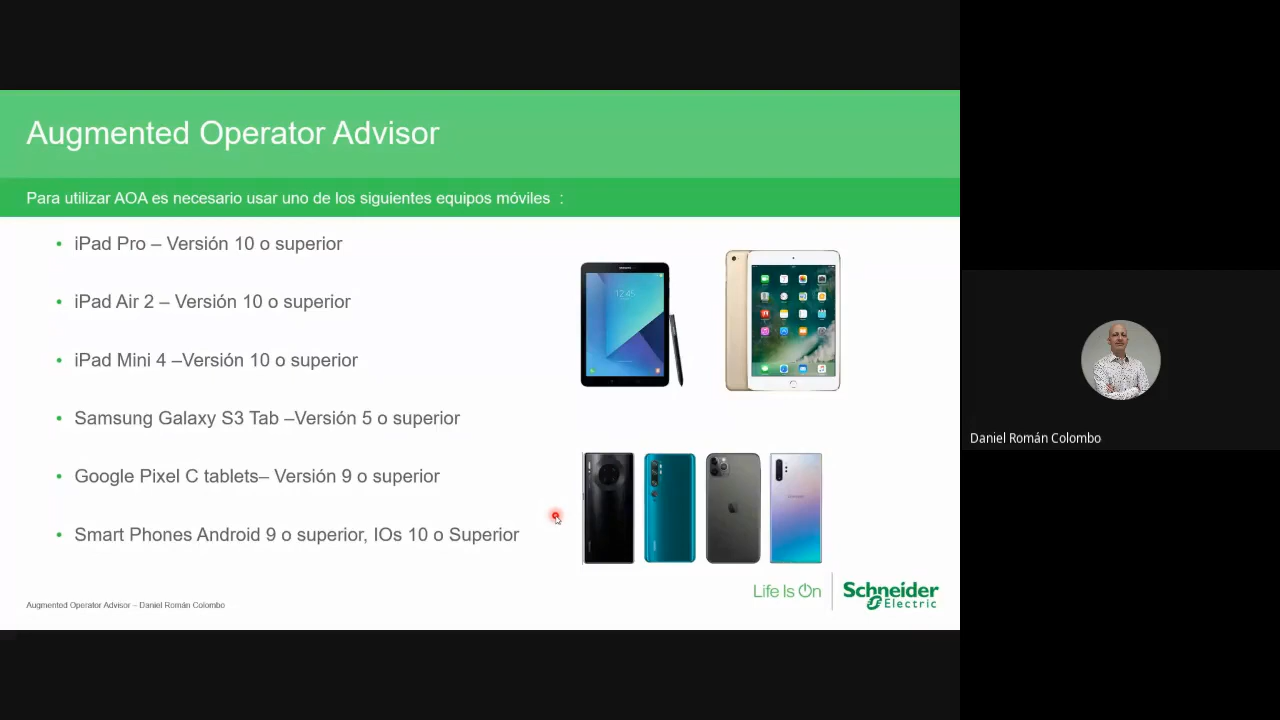 Augmented Operator Advisor
Para utilizar AOA es necesario usar uno de los siguientes equipos móviles :
• iPad Pro – Versión 10 o superior
• iPad Air 2 – Versión 10 o superior
• iPad Mini 4 –Versión 10 o superior
• Samsung Galaxy S3 Tab –Versión 5 o superior
• Google Pixel C tablets– Versión 9 o superior
• Smart Phones Android 9 o superior, IOs 10 o Superior
12:45
Life Is On
Schneider
Electric
Augmented Operator Advisor – Daniel Román Colombo
Daniel Román Colombo